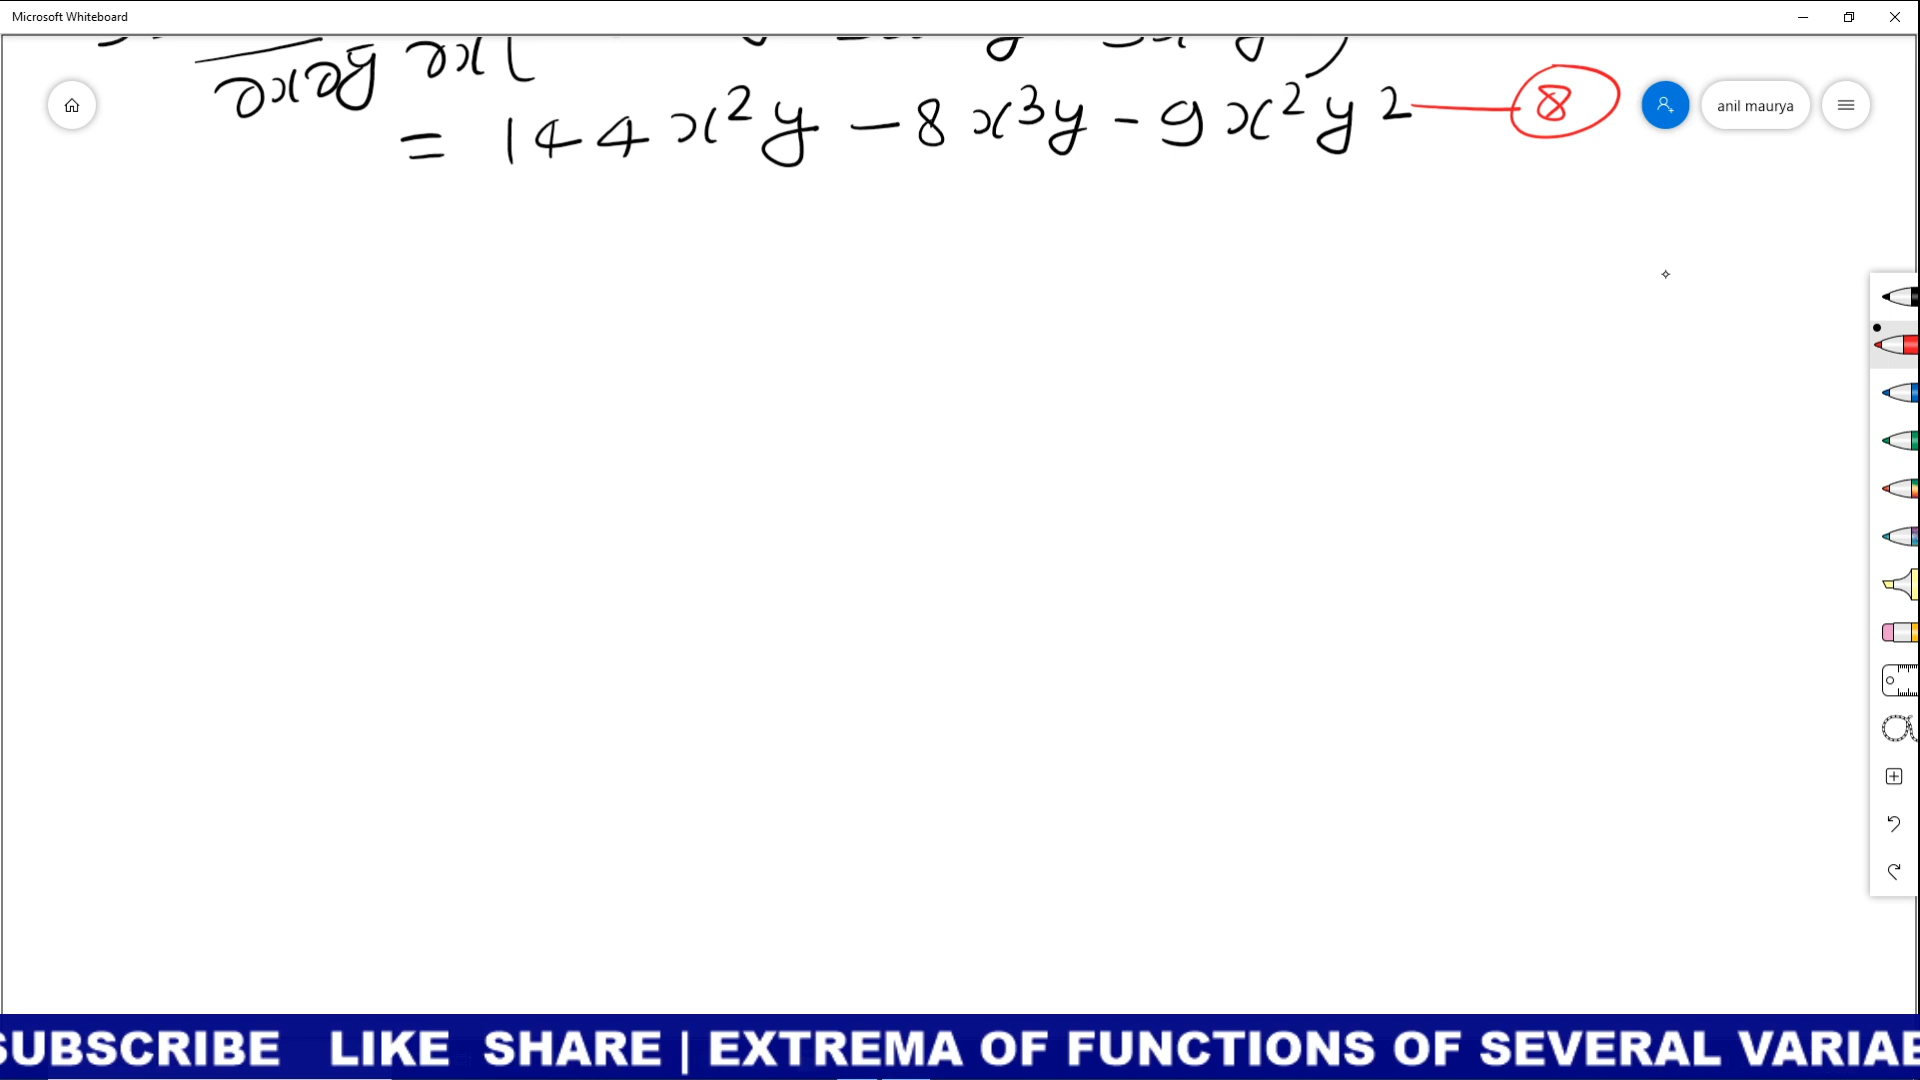 Microsoft Whiteboard
∂x∂y ∂x(
= 144x²y − 8x³y − 9x²y² — 8
anil maurya
SUBSCRIBE LIKE SHARE | EXTREMA OF FUNCTIONS OF SEVERAL VARIAB